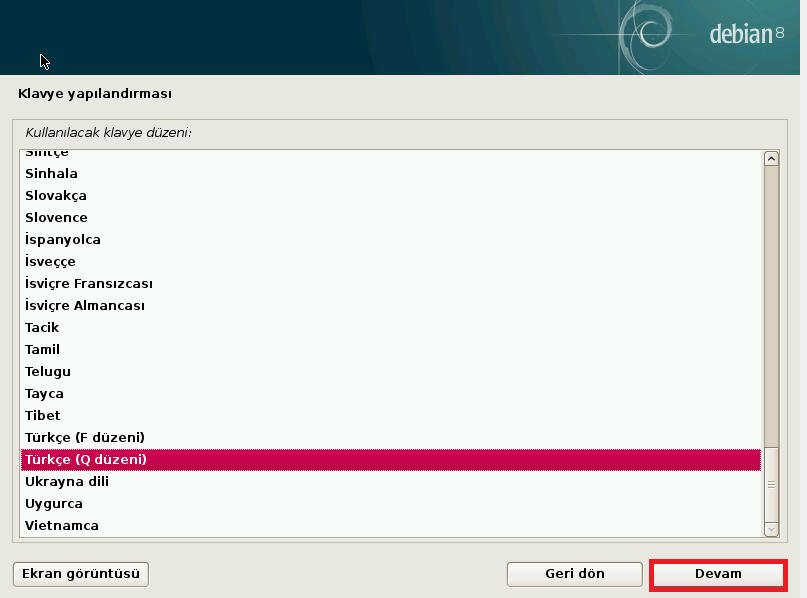 debian 8
Klavye yapılandırması
Kullanılacak klavye düzeni:
Sintçe
Sinhala
Slovakça
Slovence
İspanyolca
İsveççe
İsviçre Fransızcası
İsviçre Almancası
Tacik
Tamil
Telugu
Tayca
Tibet
Türkçe (F düzeni)
Türkçe (Q düzeni)
Ukrayna dili
Uygurca
Vietnamca
Ekran görüntüsü
Geri dön
Devam